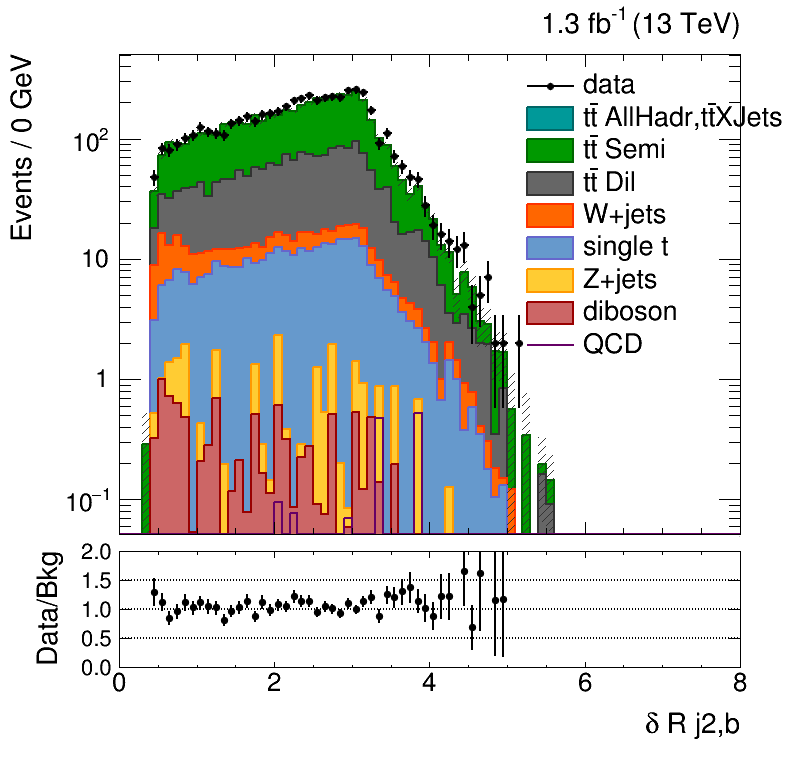 1.3 fb⁻¹ (13 TeV)
Events / 0 GeV
10²
10
1
10⁻¹
data
tt̄ AllHadr,tt̄XJets
tt̄ Semi
tt̄ Dil
W+jets
single t
Z+jets
diboson
QCD
Data/Bkg
2.0
1.5
1.0
0.5
0.0
0 2 4 6 8
δ R j2,b